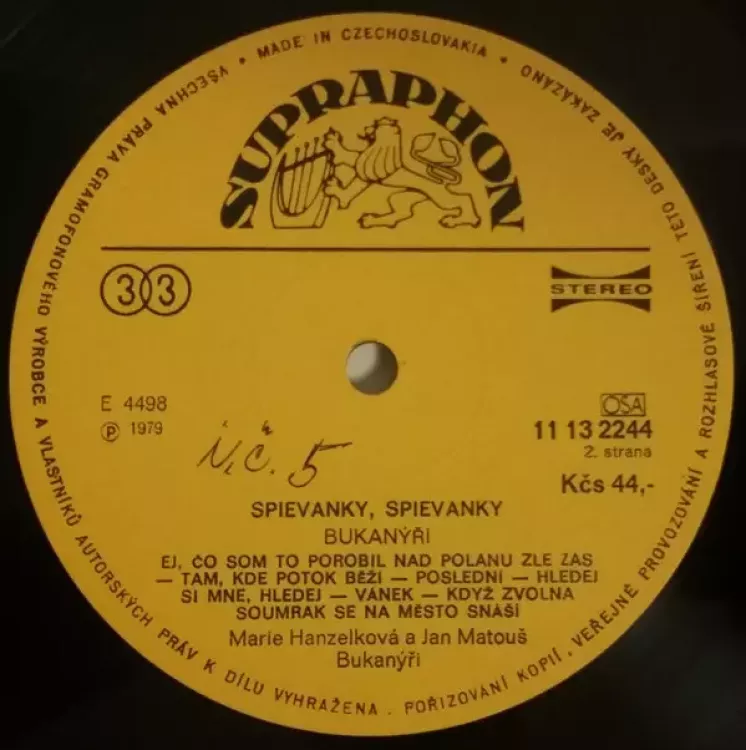 VŠECHNA PRÁVA GRAMOFONOVÉHO VÝROBCE A VLASTNÍKŮ AUTORSKÝCH PRÁV K DÍLU VYHRAŽENA. POŘIZOVÁNÍ KOPIÍ, VEŘEJNÉ PROVOZOVÁNÍ A ROZHLASOVÉ ŠÍŘENÍ TÉTO DESKY JE ZAKÁZÁNO
• MADE IN CZECHOSLOVAKIA •
SUPRAPHON
33
STEREO
E 4498
Ⓟ 1979
OSA
11 13 2244
2. strana
Kčs 44,-
i.č. 5
SPIEVANKY, SPIEVANKY
BUKANÝŘI
EJ, ČO SOM TO POROBIL NAD POLANU ZLE ZAS
— TAM, KDE POTOK BĚŽÍ — POSLEDNÍ — HLEDEJ
SI MNE, HLEDEJ — VÁNEK — KDYŽ ZVOLNA
SOUMRAK SE NA MĚSTO SNÁŠÍ
Marie Hanzelková a Jan Matouš
Bukanýři